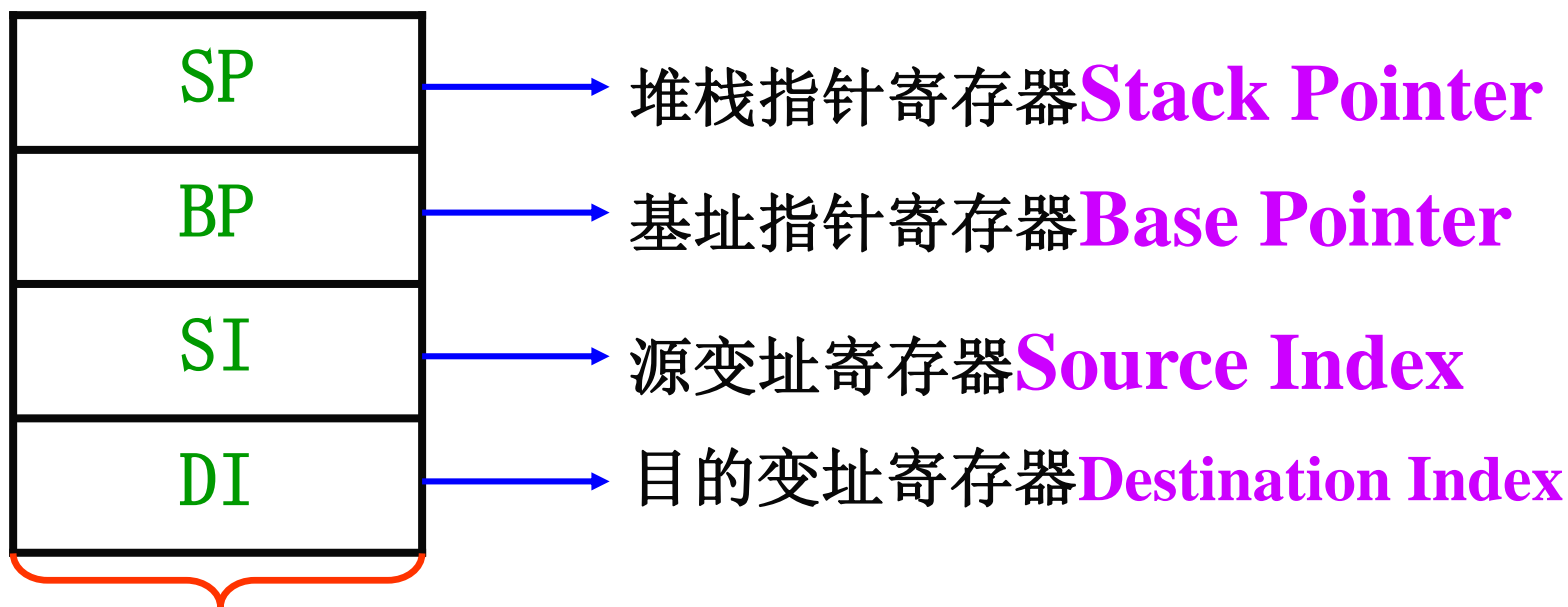 SP 堆栈指针寄存器Stack Pointer
BP 基址指针寄存器Base Pointer
SI 源变址寄存器Source Index
DI 目的变址寄存器Destination Index